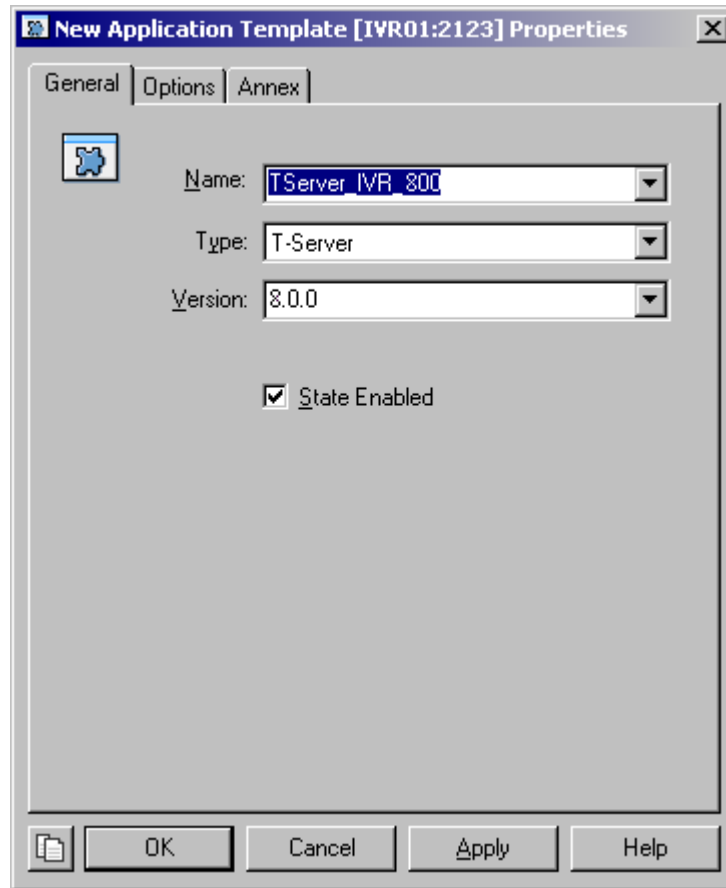 New Application Template [IVR01:2123] Properties
General Options Annex
Name: TServer_IVR_800
Type: T-Server
Version: 8.0.0
State Enabled
OK Cancel Apply Help